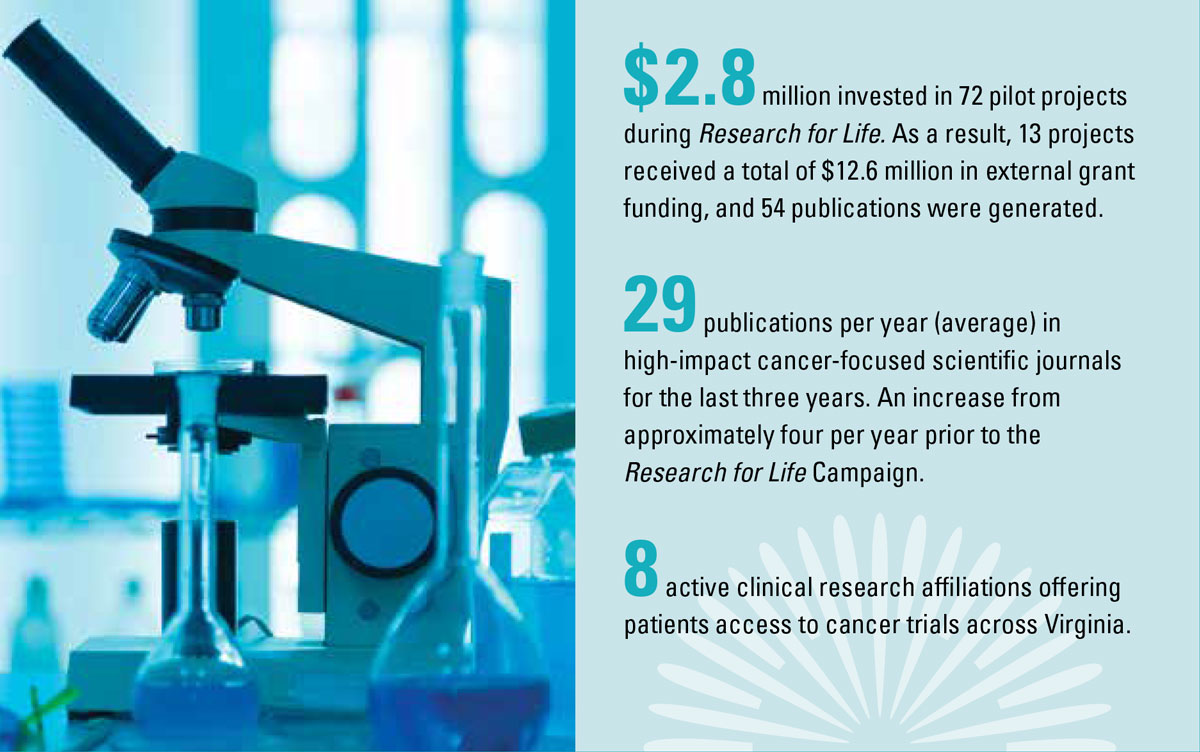 $2.8 million invested in 72 pilot projects
during Research for Life. As a result, 13 projects
received a total of $12.6 million in external grant
funding, and 54 publications were generated.
29 publications per year (average) in
high-impact cancer-focused scientific journals
for the last three years. An increase from
approximately four per year prior to the
Research for Life Campaign.
8 active clinical research affiliations offering
patients access to cancer trials across Virginia.